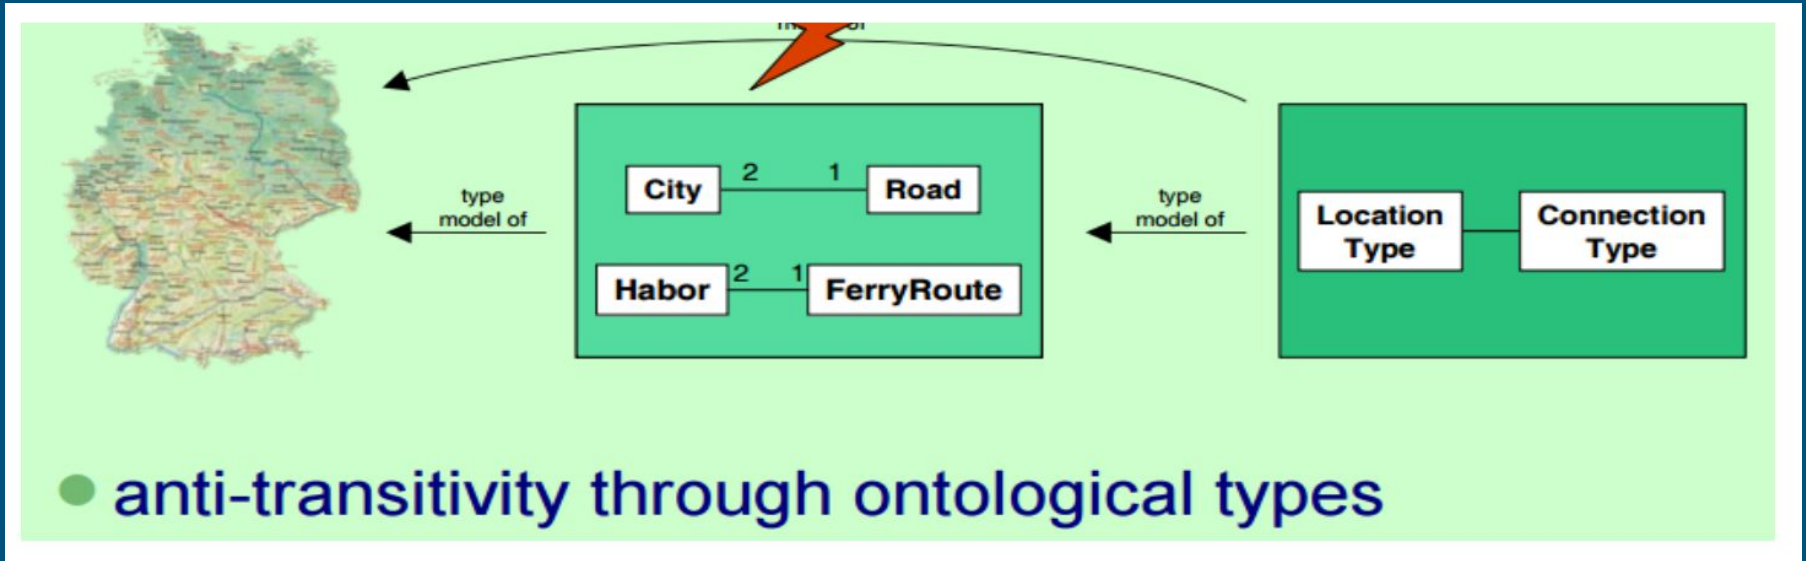 2
1
City
Road
type
model of
type
model of
Location
Type
Connection
Type
2
1
Habor
FerryRoute
anti-transitivity through ontological types